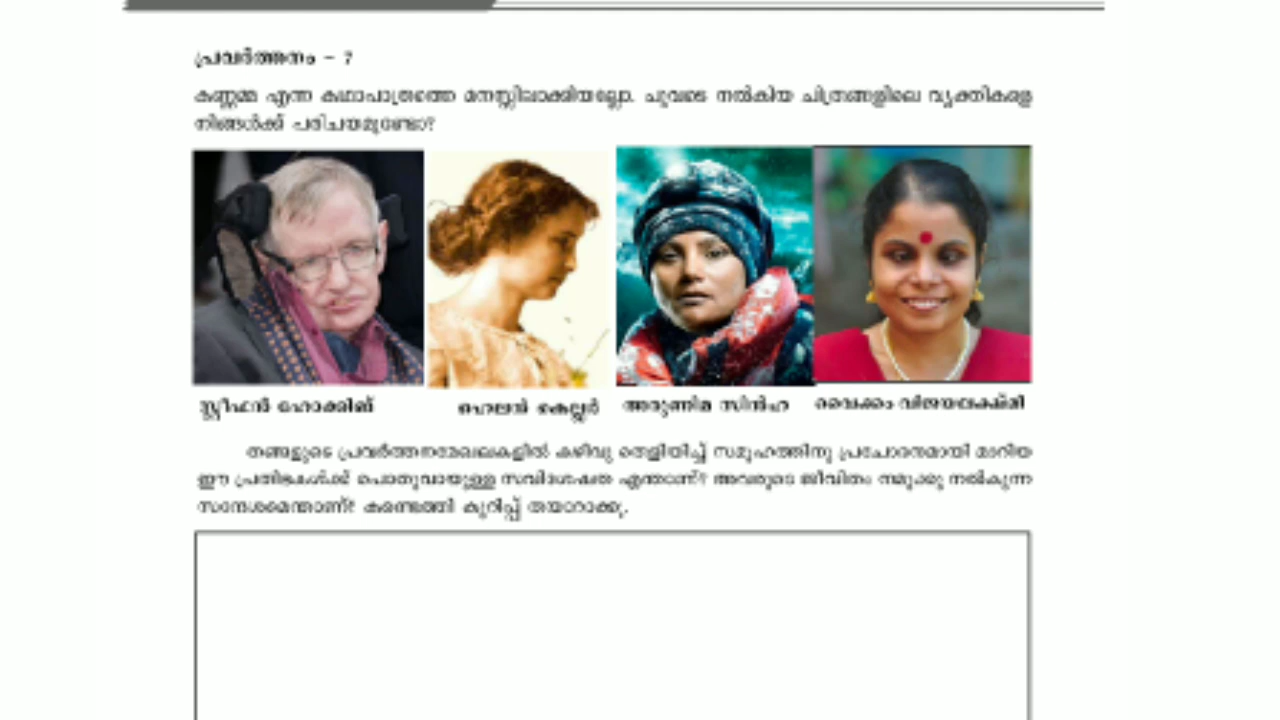 പ്രവർത്തനം - 7
കണ്ണമ്മ എന്ന കഥാപാത്രത്തെ മനസ്സിലാക്കിയല്ലോ. ചുവടെ നൽകിയ ചിത്രങ്ങളിലെ വ്യക്തികളെ
നിങ്ങൾക്ക് പരിചയമുണ്ടോ?
സ്റ്റീഫൻ ഹോക്കിങ് ഹെലൻ കെല്ലർ അരുണിമ സിൻഹ വൈക്കം വിജയലക്ഷ്മി
തങ്ങളുടെ പ്രവർത്തനമേഖലകളിൽ കഴിവു തെളിയിച്ച് സമൂഹത്തിനു പ്രചോദനമായി മാറിയ
ഈ പ്രതിഭകൾക്ക് പൊതുവായുള്ള സവിശേഷത എന്താണ്? അവരുടെ ജീവിതം നമുക്കു നൽകുന്ന
സന്ദേശമെന്താണ്? കണ്ടെത്തി കുറിപ്പ് തയാറാക്കൂ.